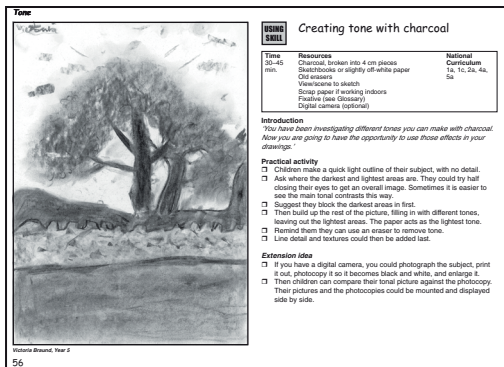 Tone
Victoria
USING
SKILL
Creating tone with charcoal
Time Resources National
30–45 Charcoal, broken into 4 cm pieces Curriculum
min. Sketchbooks or slightly off-white paper 1a, 1c, 2a, 4a,
Old erasers 5a
View/scene to sketch
Scrap paper if working indoors
Fixative (see Glossary)
Digital camera (optional)
Introduction
'You have been investigating different tones you can make with charcoal.
Now you are going to have the opportunity to use those effects in your
drawings.'
Practical activity
❒ Children make a quick light outline of their subject, with no detail.
❒ Ask where the darkest and lightest areas are. They could try half
closing their eyes to get an overall image. Sometimes it is easier to
see the main tonal contrasts this way.
❒ Suggest they block the darkest areas in first.
❒ Then build up the rest of the picture, filling in with different tones,
leaving out the lightest areas. The paper acts as the lightest tone.
❒ Remind them they can use an eraser to remove tone.
❒ Line detail and textures could then be added last.
Extension idea
❒ If you have a digital camera, you could photograph the subject, print
it out, photocopy it so it becomes black and white, and enlarge it.
❒ Then children can compare their tonal picture against the photocopy.
Their pictures and the photocopies could be mounted and displayed
side by side.
Victoria Braund, Year 5
56